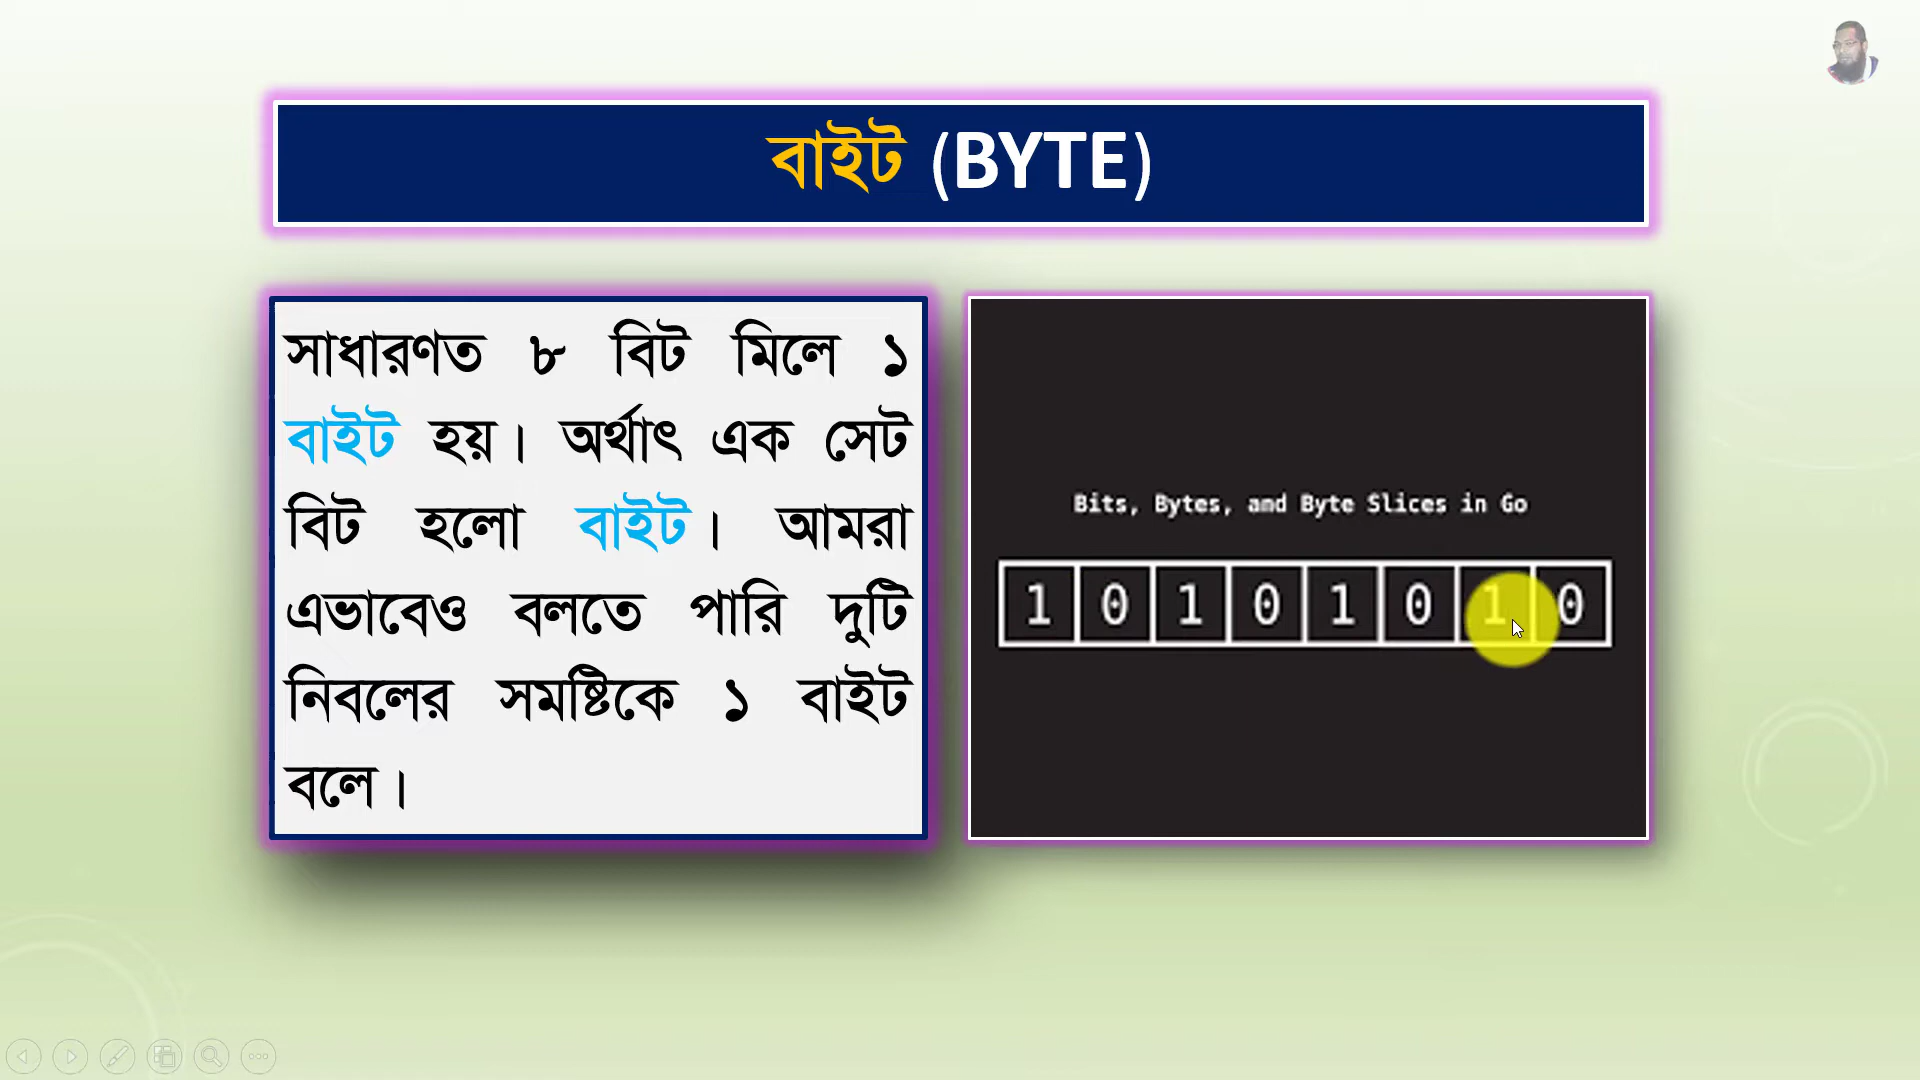 বাইট (BYTE)
সাধারণত ৮ বিট মিলে ১
বাইট হয়। অর্থাৎ এক সেট
বিট হলো বাইট। আমরা
এভাবেও বলতে পারি দুটি
নিবলের সমষ্টিকে ১ বাইট
বলে।
Bits, Bytes, and Byte Slices in Go
1 0 1 0 1 0 1 0